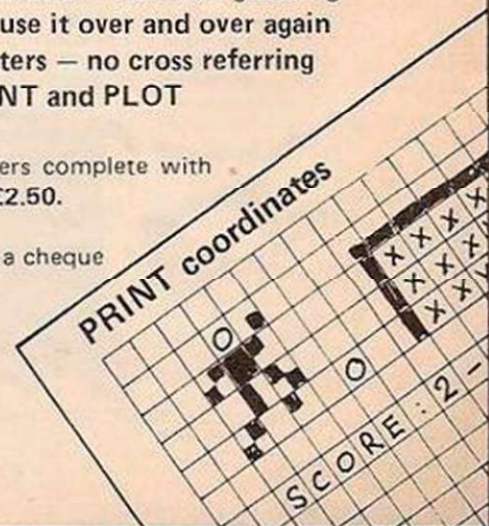 use it over and over again
ters — no cross referring
NT and PLOT
ers complete with
£2.50.
a cheque
PRINT coordinates
O
X X X X
X X X
X X
O
SCORE : 2 -